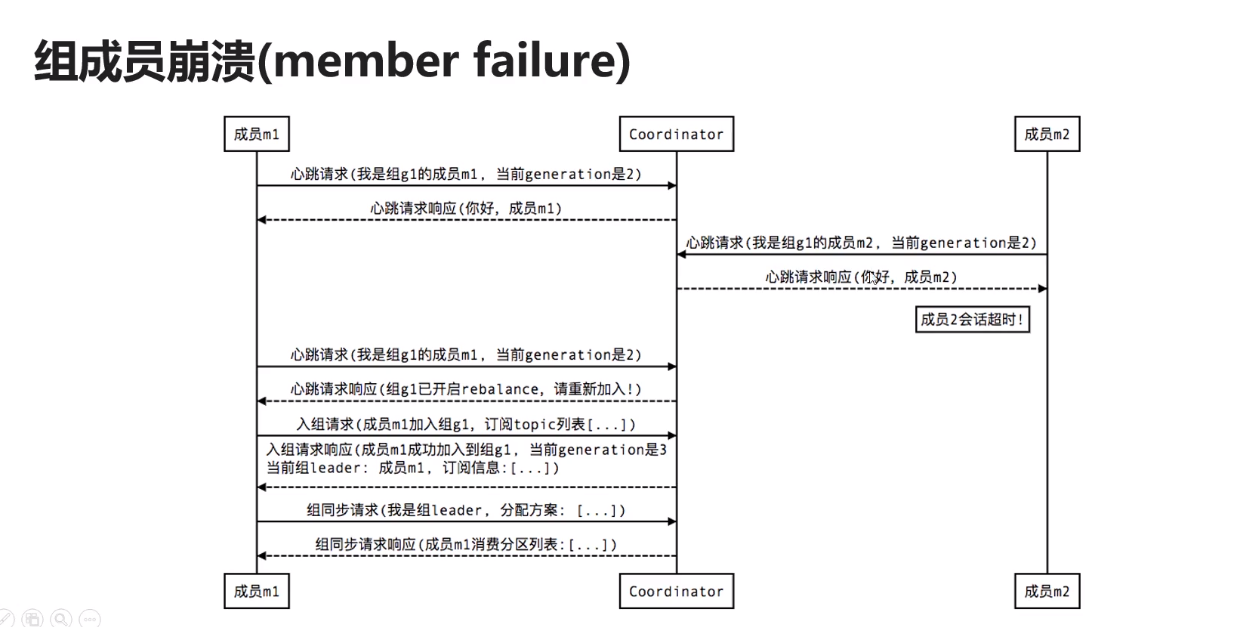 组成员崩溃(member failure)
成员m1
Coordinator
成员m2
心跳请求(我是组g1的成员m1, 当前generation是2)
心跳请求响应(你好, 成员m1)
心跳请求(我是组g1的成员m2, 当前generation是2)
心跳请求响应(你好, 成员m2)
成员2会话超时!
心跳请求(我是组g1的成员m1, 当前generation是2)
心跳请求响应(组g1已开启rebalance, 请重新加入!)
入组请求(成员m1加入组g1, 订阅topic列表[...])
入组请求响应(成员m1成功加入到组g1, 当前generation是3
当前组leader: 成员m1, 订阅信息:[...])
组同步请求(我是组leader, 分配方案: [...])
组同步请求响应(成员m1消费分区列表:[...])
成员m1
Coordinator
成员m2